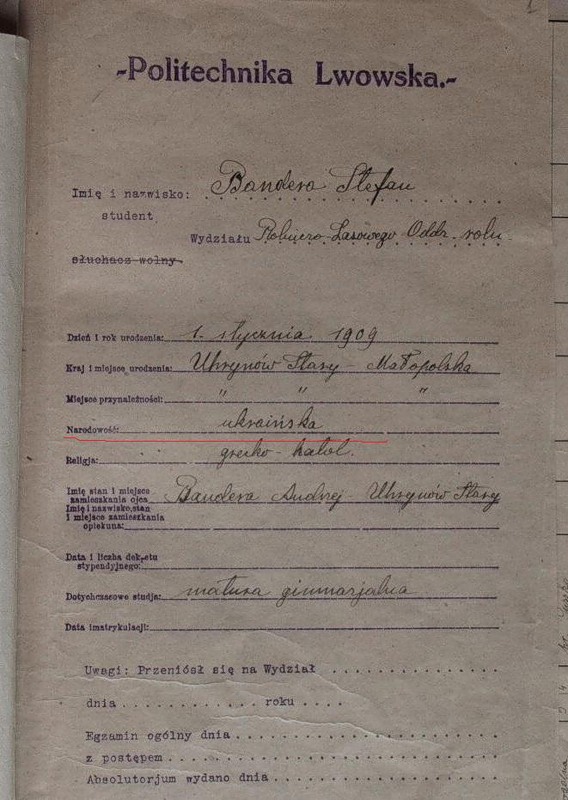 -Politechnika Lwowska.-
Imię i nazwisko: Bandera Stefan
student
Wydziału Rolniczo Lasowego Oddz. roln.
słuchacz wolny
Dzień i rok urodzenia: 1. stycznia 1909
Kraj i miejsce urodzenia: Uhrynów Stary - Małopolska
Miejsce przynależności: " " "
Narodowość: ukraińska
Religja: grecko-katol.
Imię stan i miejsce
zamieszkania ojca Bandera Andrej - Uhrynów Stary
Imię i nazwisko, stan
i miejsce zamieszkania
opiekuna:
Data i liczba dekretu
stypendyjnego:
Dotychczasowe studja: matura gimnazjalna
Data imatrykulacji:
Uwagi: Przeniósł się na Wydział . . . . . . . . . . . . .
dnia . . . . . . . . . . roku . . . .
Egzamin ogólny dnia . . . . . . . . . . . . . . . . . . .
z postępem . . . . . . . . . . . . . . . . . . . . . . .
Absolutorjum wydano dnia . . . . . . . . . . . . . . . .